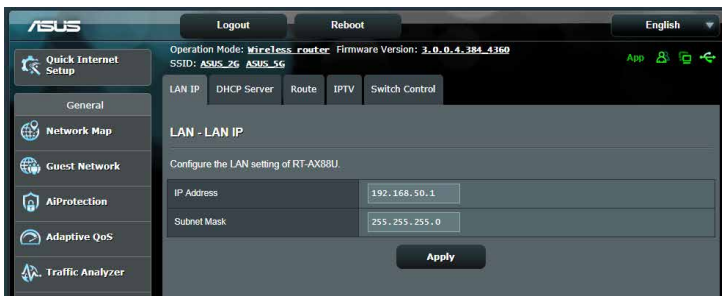 ASUS
Logout
Reboot
English
Quick Internet
Setup
Operation Mode: Wireless router Firmware Version: 3.0.0.4.384_4360
SSID: ASUS_2G ASUS_5G
App
General
Network Map
Guest Network
AiProtection
Adaptive QoS
Traffic Analyzer
LAN IP DHCP Server Route IPTV Switch Control
LAN - LAN IP
Configure the LAN setting of RT-AX88U.
IP Address 192.168.50.1
Subnet Mask 255.255.255.0
Apply